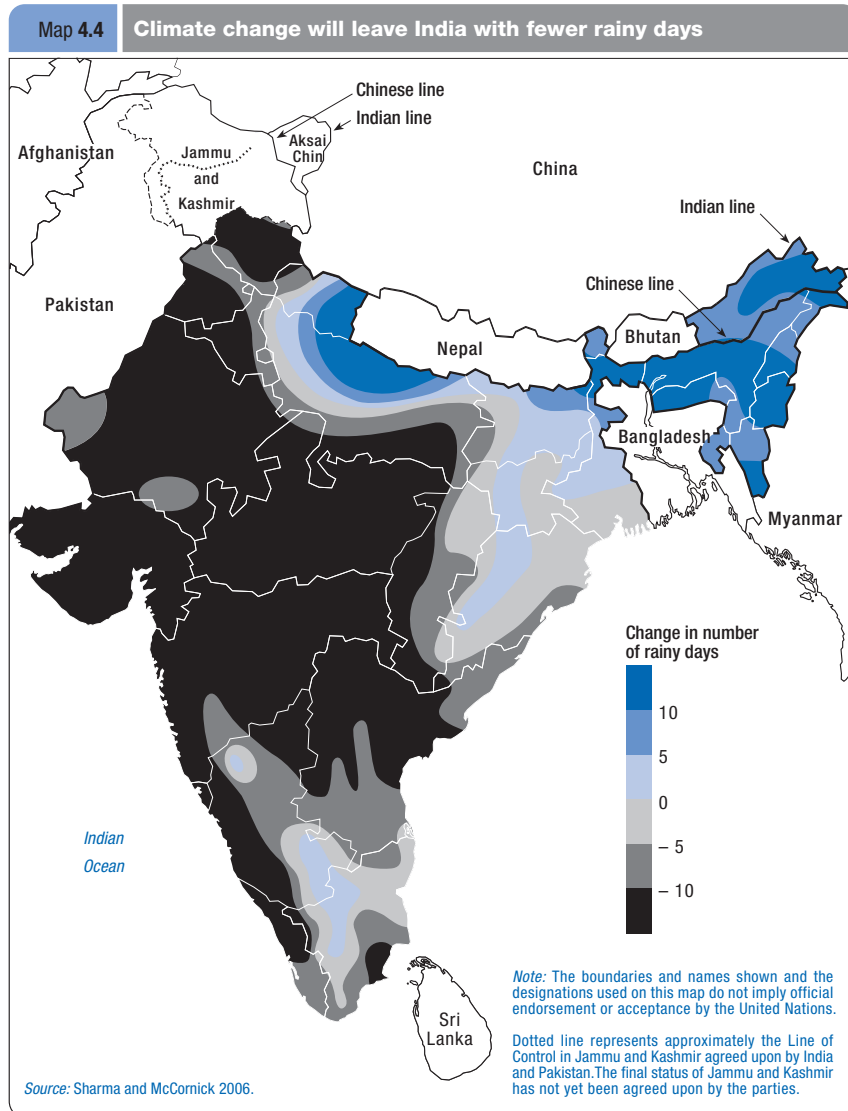 Map 4.4
Climate change will leave India with fewer rainy days
Chinese line
Indian line
Afghanistan
Aksai
Chin
Jammu
and
Kashmir
China
Indian line
Chinese line
Pakistan
Nepal
Bhutan
Bangladesh
Myanmar
Change in number
of rainy days
10
5
0
– 5
– 10
Indian
Ocean
Sri
Lanka
Note: The boundaries and names shown and the
designations used on this map do not imply official
endorsement or acceptance by the United Nations.
Dotted line represents approximately the Line of
Control in Jammu and Kashmir agreed upon by India
and Pakistan.The final status of Jammu and Kashmir
has not yet been agreed upon by the parties.
Source: Sharma and McCornick 2006.